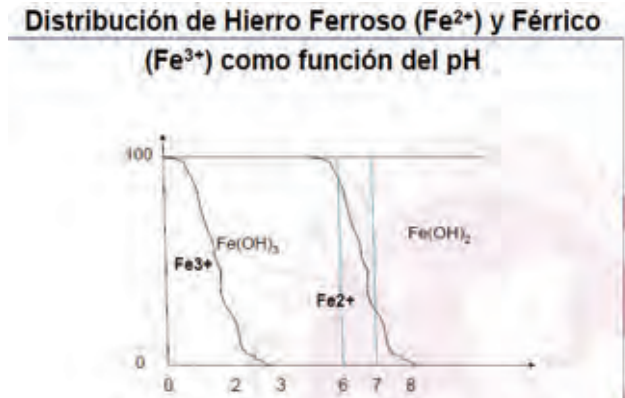 Distribución de Hierro Ferroso (Fe²⁺) y Férrico
(Fe³⁺) como función del pH
100
Fe(OH)₃
Fe(OH)₂
Fe3+
Fe2+
0
0 2 3 6 7 8